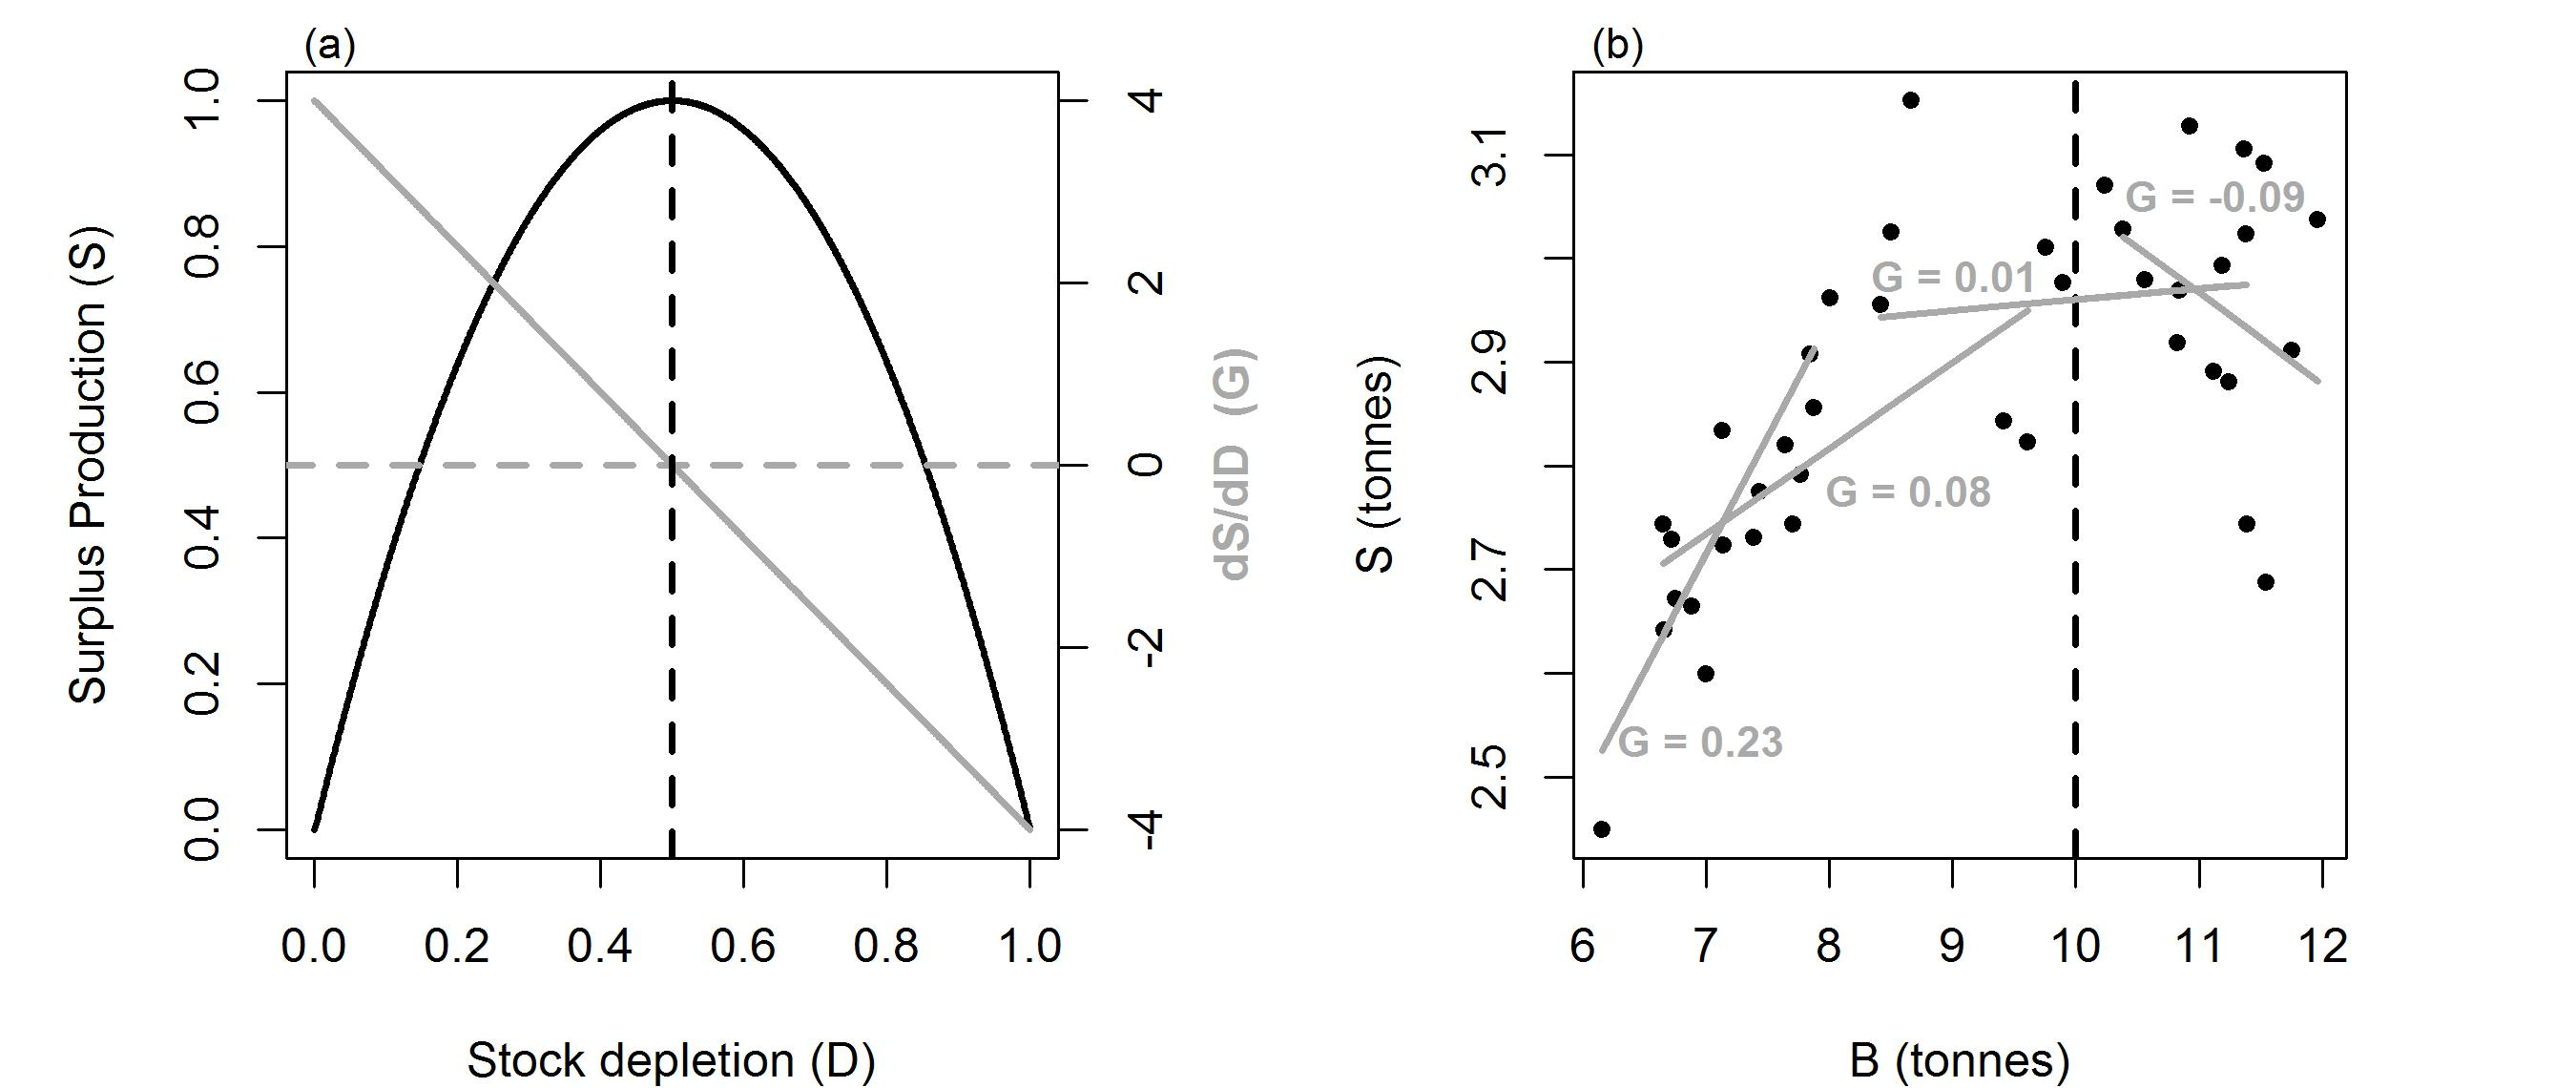 (a)
1.0
0.8
0.6
0.4
0.2
0.0
Surplus Production (S)
4
2
0
-2
-4
dS/dD (G)
0.0 0.2 0.4 0.6 0.8 1.0
Stock depletion (D)
(b)
3.1
2.9
2.7
2.5
S (tonnes)
G = -0.09
G = 0.01
G = 0.08
G = 0.23
6 7 8 9 10 11 12
B (tonnes)